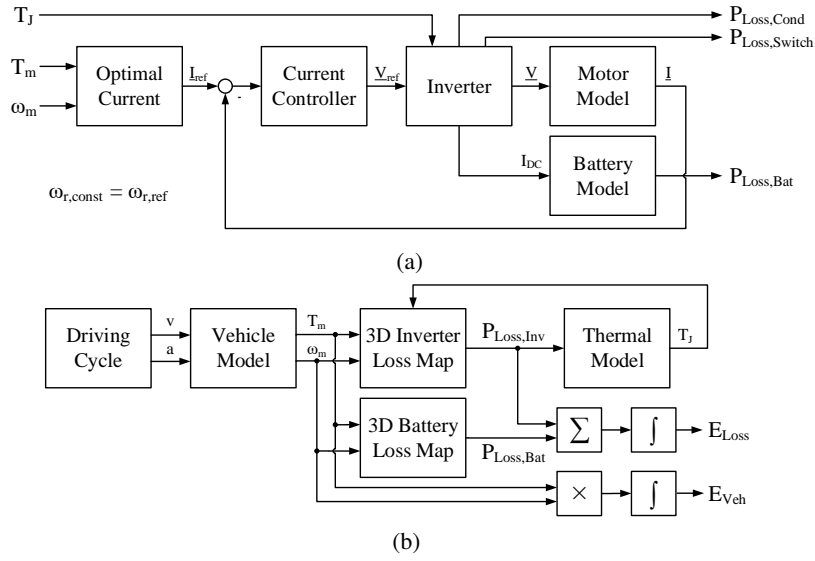 T_J
P_Loss,Cond
P_Loss,Switch
T_m
ω_m
Optimal
Current
I_ref
-
Current
Controller
V_ref
Inverter
V
Motor
Model
I
I_DC
Battery
Model
P_Loss,Bat
ω_r,const = ω_r,ref
(a)
Driving
Cycle
v
a
Vehicle
Model
T_m
ω_m
3D Inverter
Loss Map
P_Loss,Inv
Thermal
Model
T_J
3D Battery
Loss Map
P_Loss,Bat
∑
∫
E_Loss
×
∫
E_Veh
(b)